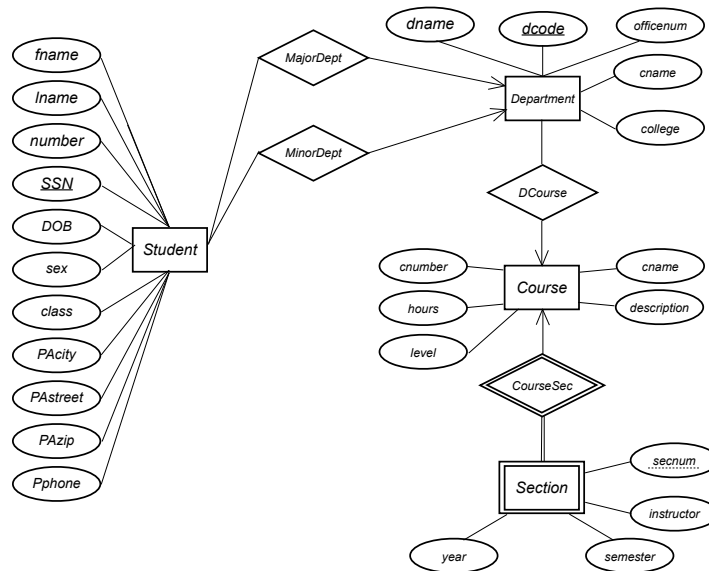 dname
dcode
officenum
fname
MajorDept
cname
lname
Department
number
college
MinorDept
SSN
DCourse
DOB
Student
sex
cnumber
cname
Course
hours
description
class
level
PAcity
CourseSec
PAstreet
PAzip
secnum
Pphone
Section
instructor
year
semester